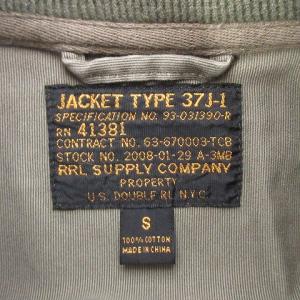 JACKET TYPE 37J-1
SPECIFICATION NO. 93-031390-R
RN 41381
CONTRACT NO. 63-670003-TCB
STOCK NO. 2008-01-29 A-3MB
RRL SUPPLY COMPANY
PROPERTY
U.S. DOUBLE RL N.Y.C.
S
100% COTTON
MADE IN CHINA